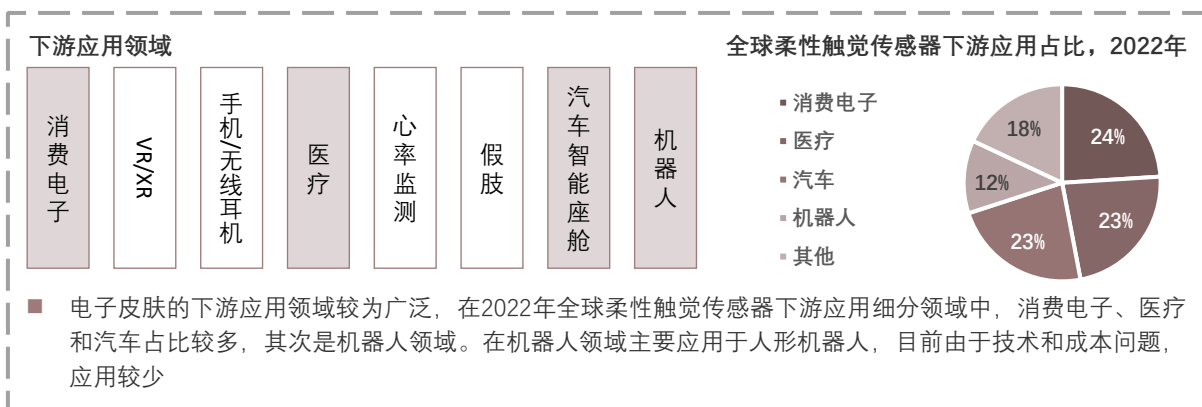 下游应用领域
消费电子
VR/XR
手机/无线耳机
医疗
心率监测
假肢
汽车智能座舱
机器人
全球柔性触觉传感器下游应用占比，2022年
消费电子
医疗
汽车
机器人
其他
24%
23%
23%
12%
18%
电子皮肤的下游应用领域较为广泛，在2022年全球柔性触觉传感器下游应用细分领域中，消费电子、医疗
和汽车占比较多，其次是机器人领域。在机器人领域主要应用于人形机器人，目前由于技术和成本问题，
应用较少